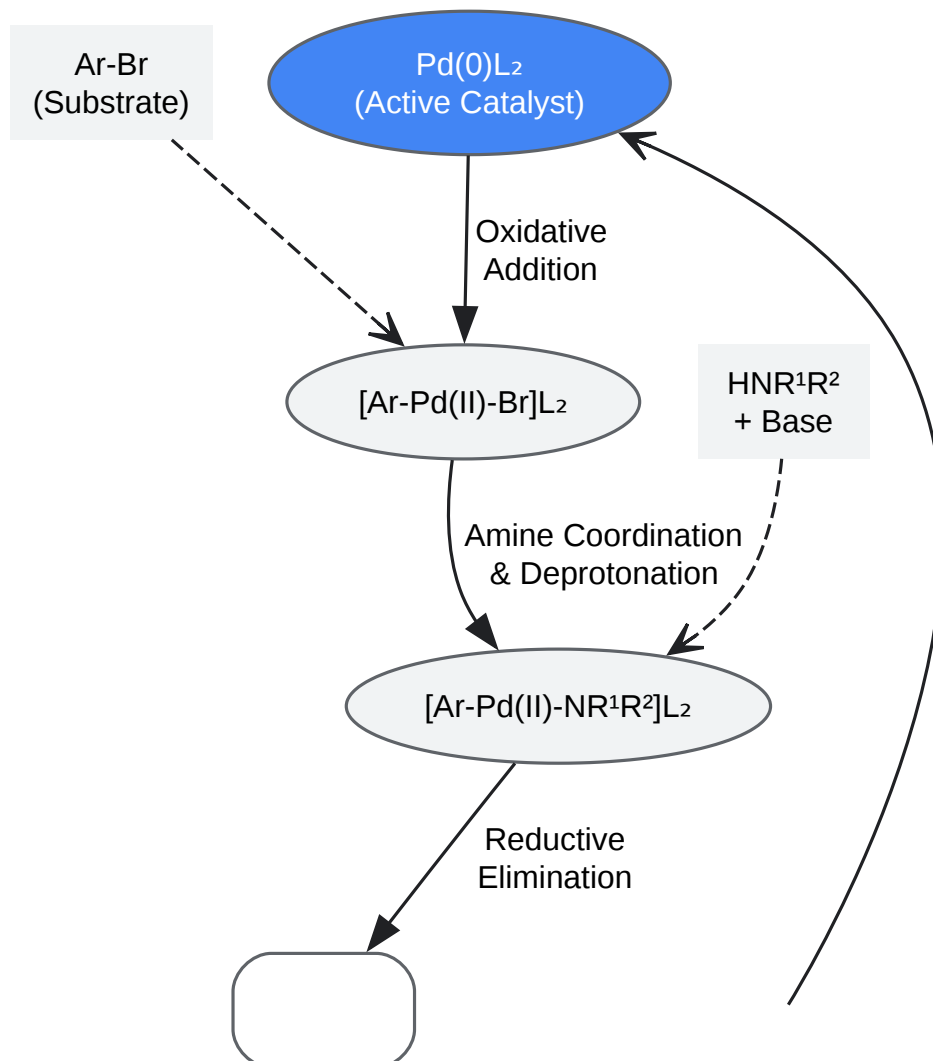 Ar-Br
(Substrate)
Pd(0)L₂
(Active Catalyst)
Oxidative
Addition
[Ar-Pd(II)-Br]L₂
HNR¹R²
+ Base
Amine Coordination
& Deprotonation
[Ar-Pd(II)-NR¹R²]L₂
Reductive
Elimination